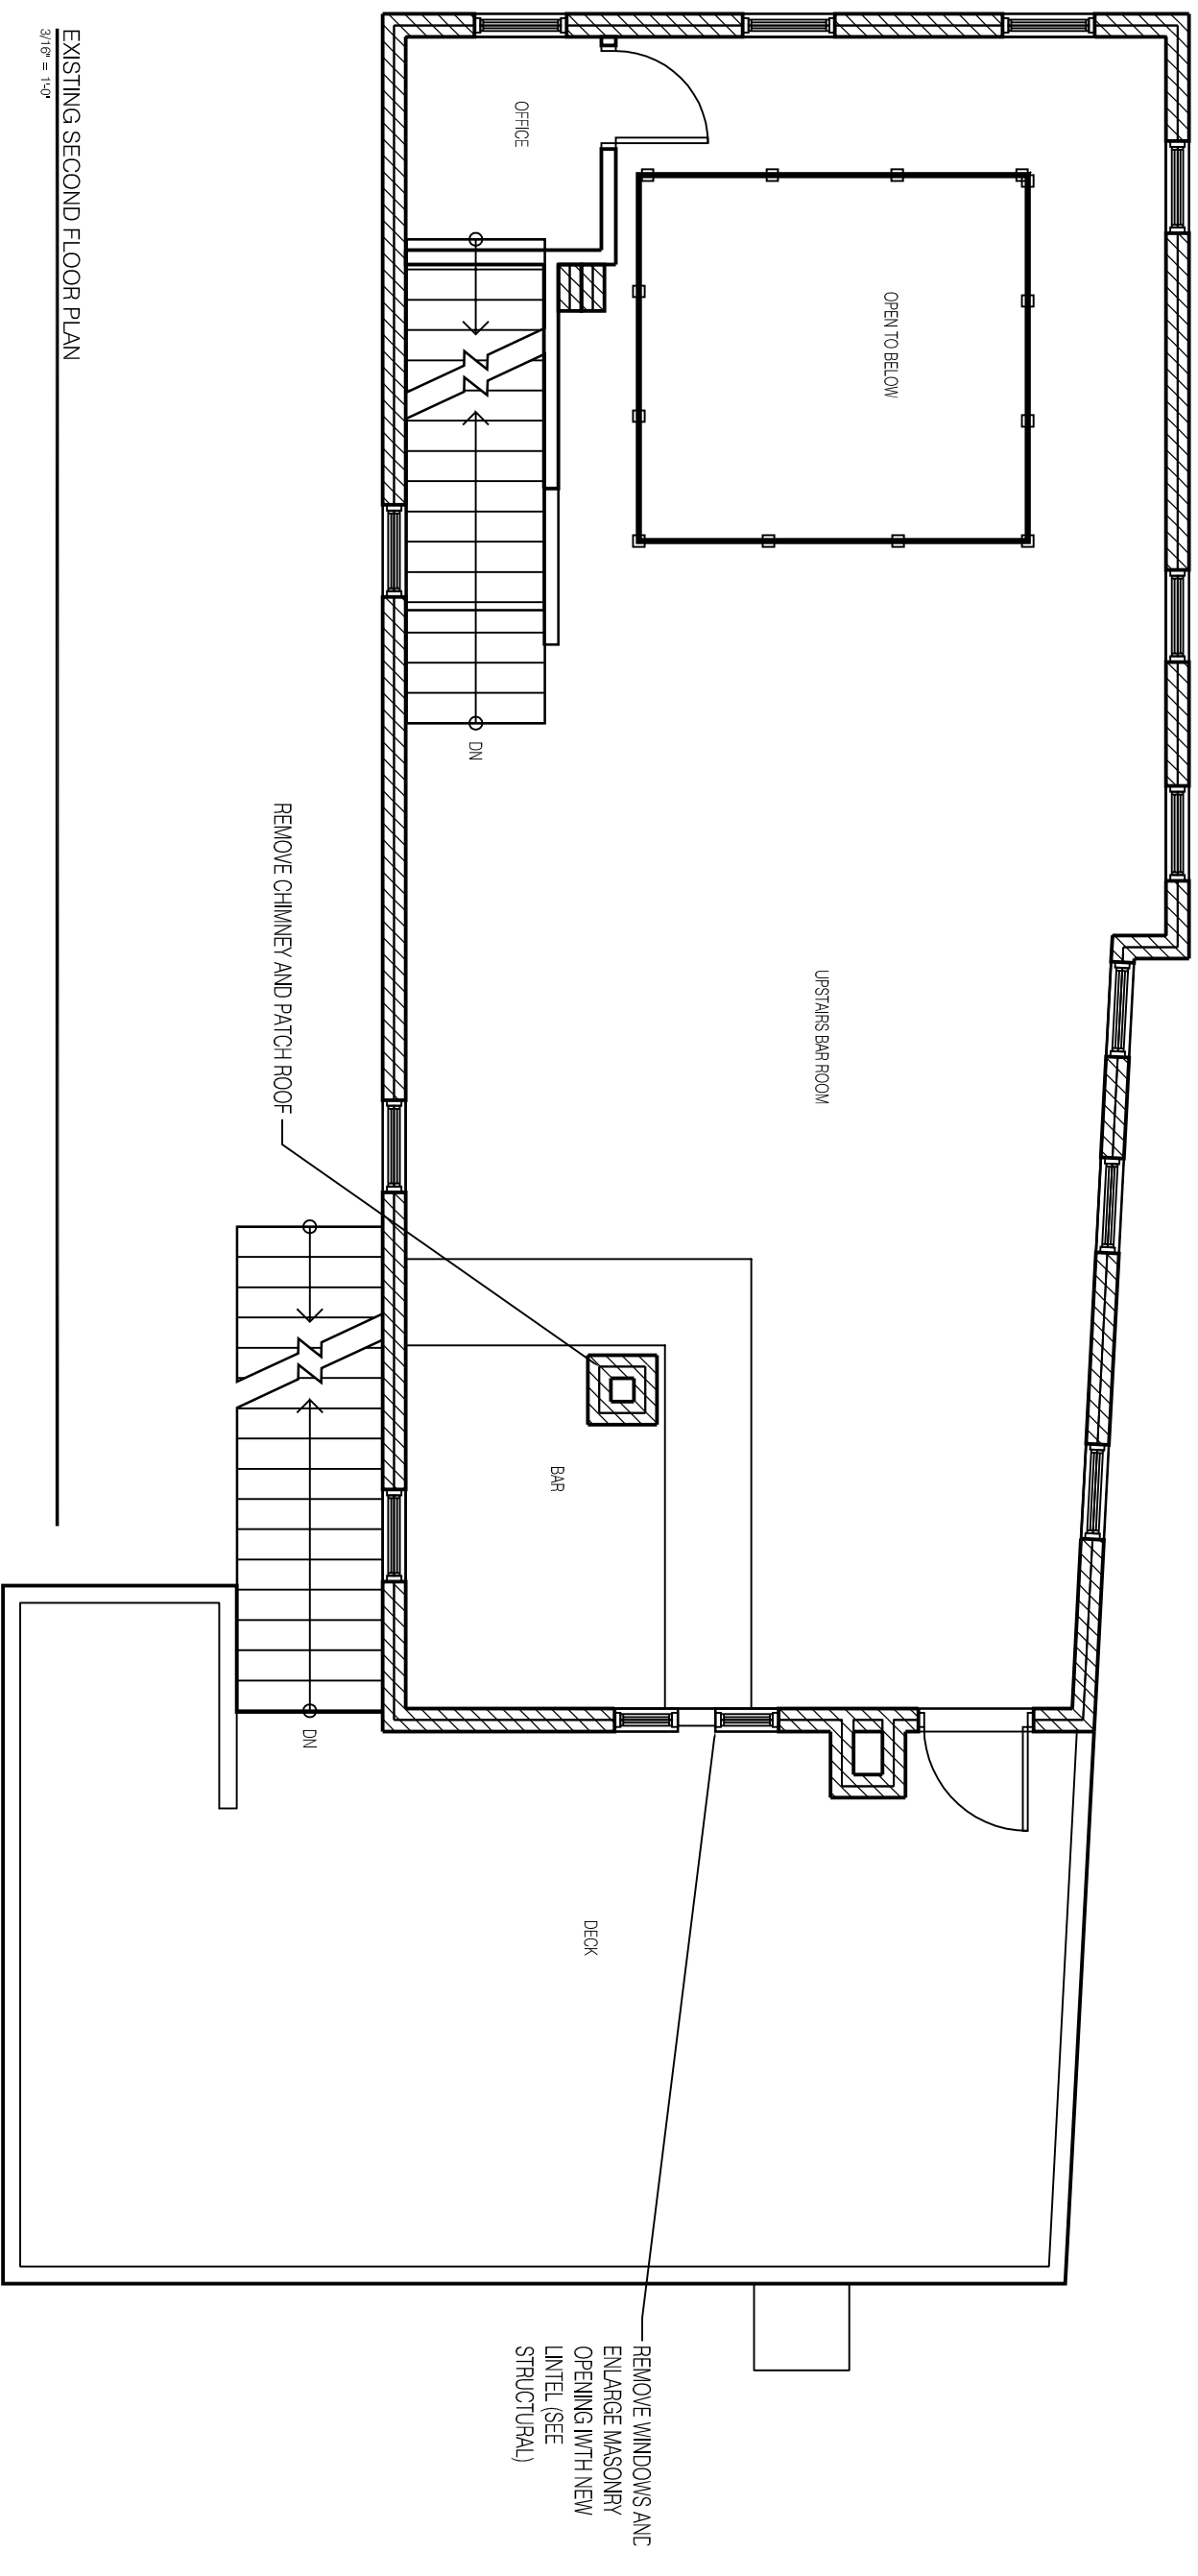 OFFICE
OPEN TO BELOW
DN
UPSTAIRS BAR ROOM
REMOVE CHIMNEY AND PATCH ROOF
BAR
DN
DECK
REMOVE WINDOWS AND
ENLARGE MASONRY
OPENING IWTH NEW
LINTEL (SEE
STRUCTURAL)
EXISTING SECOND FLOOR PLAN
3/16" = 1'-0"